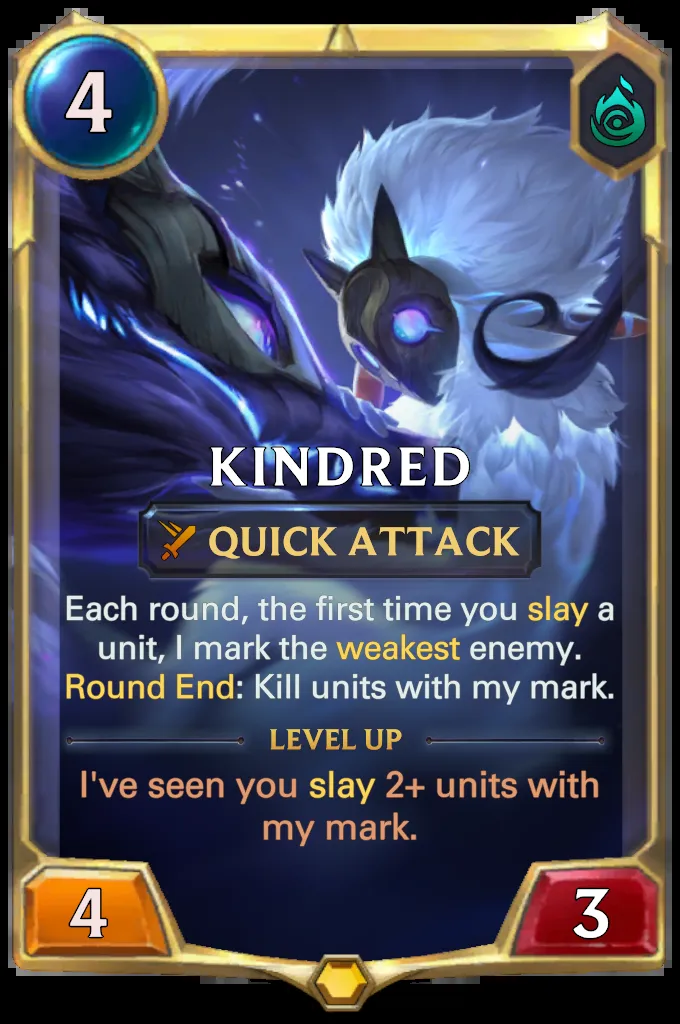 4
KINDRED
QUICK ATTACK
Each round, the first time you slay a
unit, I mark the weakest enemy.
Round End: Kill units with my mark.
LEVEL UP
I've seen you slay 2+ units with
my mark.
4
3